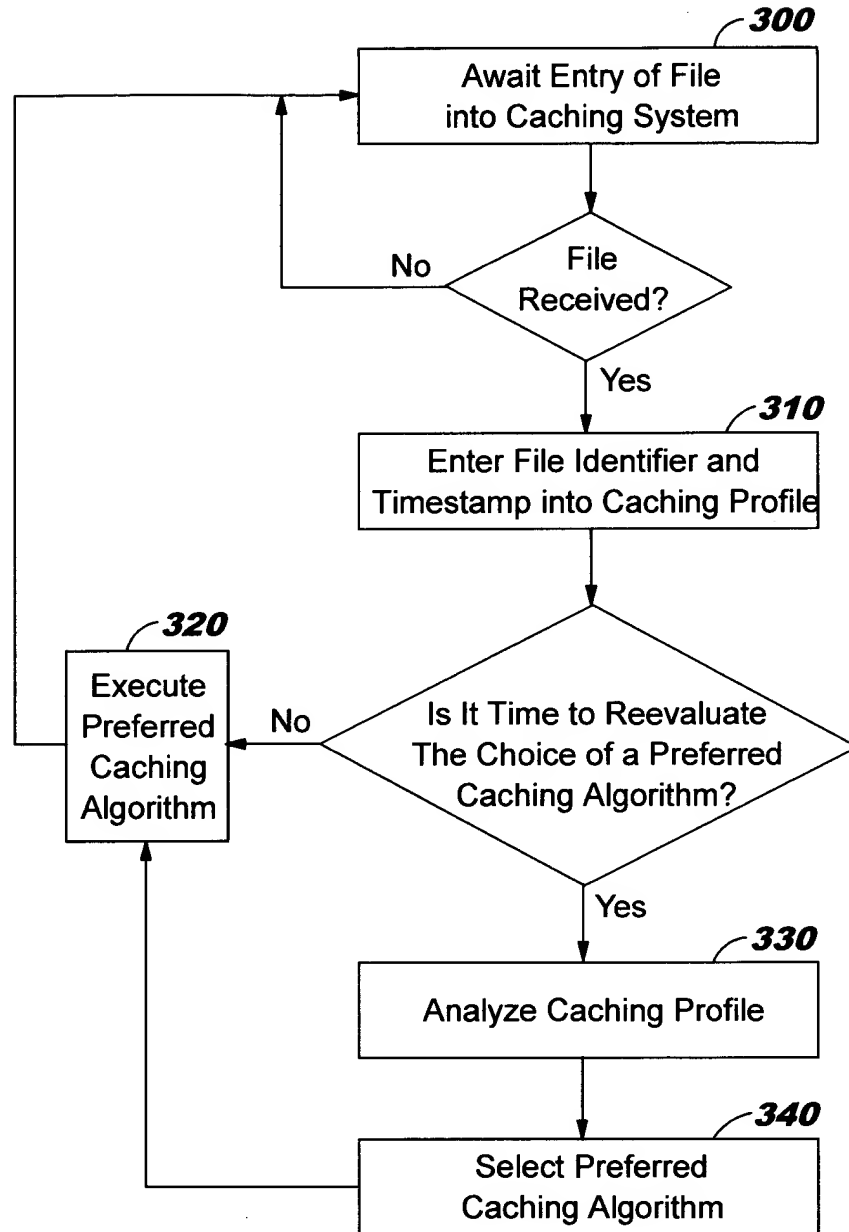 300
Await Entry of File
into Caching System
File
Received?
No
Yes
310
Enter File Identifier and
Timestamp into Caching Profile
320
Execute
Preferred
Caching
Algorithm
No
Is It Time to Reevaluate
The Choice of a Preferred
Caching Algorithm?
Yes
330
Analyze Caching Profile
340
Select Preferred
Caching Algorithm